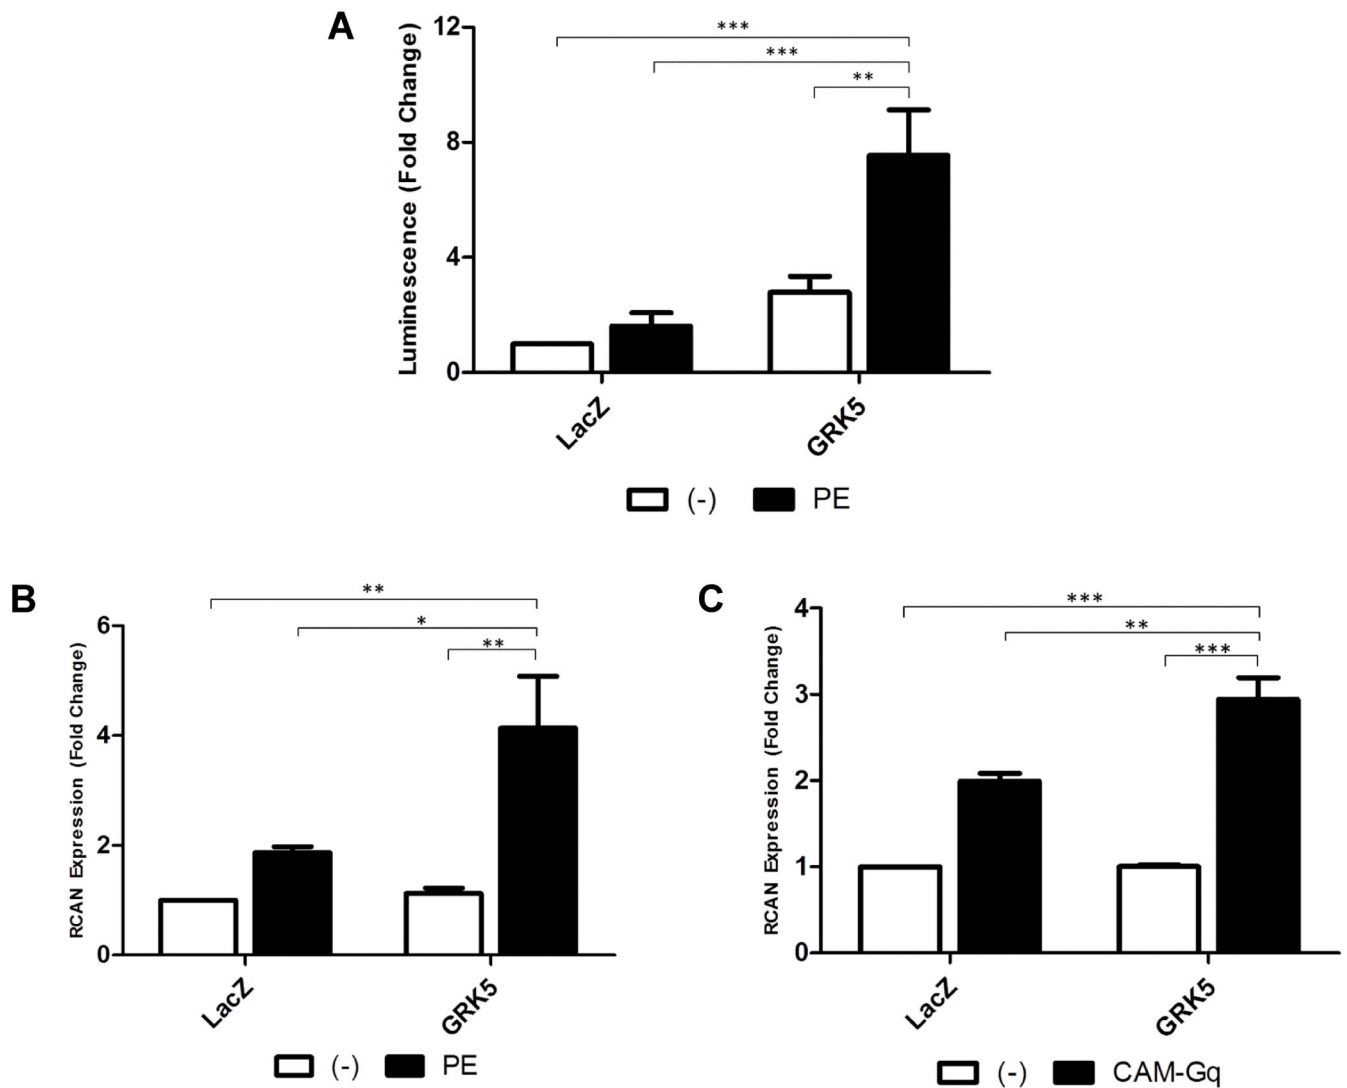 A
Luminescence (Fold Change)
12
8
4
0
***
***
**
LacZ
GRK5
(-) PE
B
RCAN Expression (Fold Change)
6
4
2
0
**
*
**
LacZ
GRK5
(-) PE
C
RCAN Expression (Fold Change)
4
3
2
1
0
***
**
***
LacZ
GRK5
(-) CAM-Gq